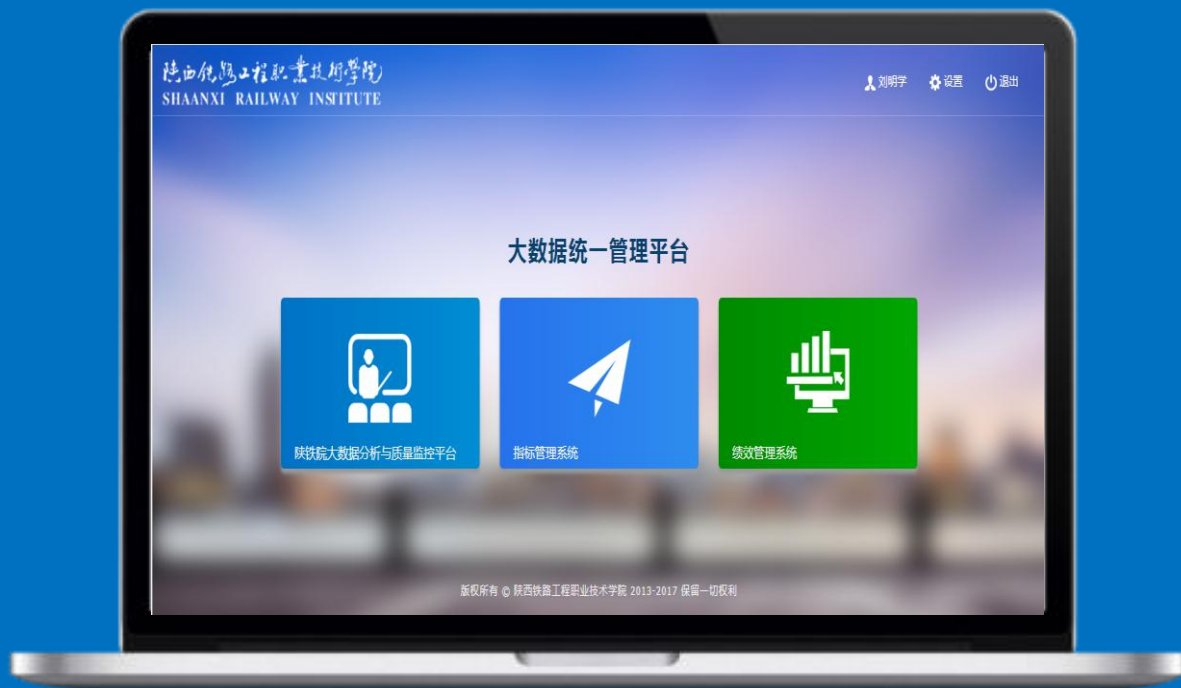 陕西铁路工程职业技术学院
SHAANXI RAILWAY INSTITUTE
刘明学 设置 退出
大数据统一管理平台
陕铁院大数据分析与质量监控平台
指标管理系统
绩效管理系统
版权所有 © 陕西铁路工程职业技术学院 2013-2017 保留一切权利